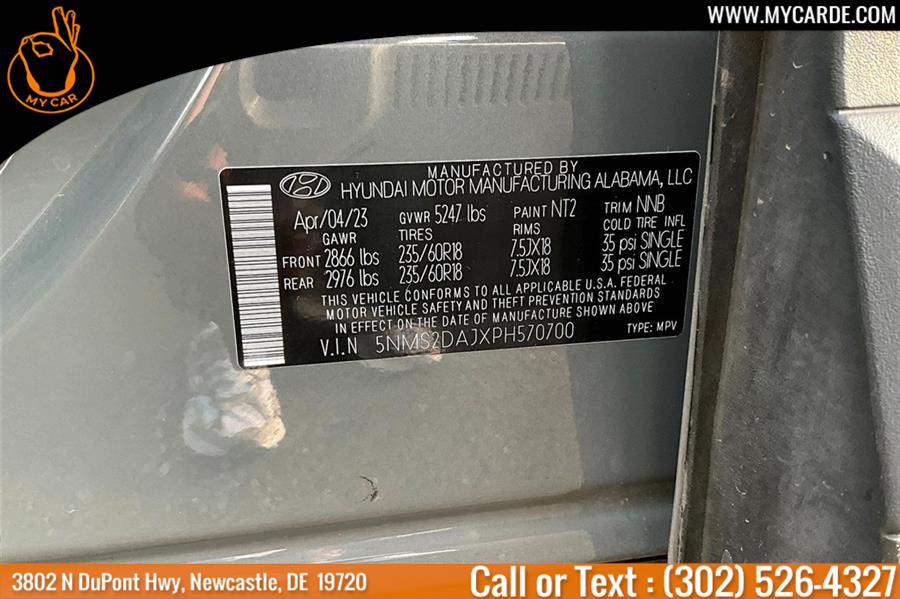 WWW.MYCARDE.COM
MY CAR
MANUFACTURED BY
HYUNDAI MOTOR MANUFACTURING ALABAMA, LLC
Apr/04/23 GVWR 5247 lbs PAINT NT2 TRIM NNB
GAWR TIRES RIMS COLD TIRE INFL
FRONT 2866 lbs 235/60R18 7.5JX18 35 psi SINGLE
REAR 2976 lbs 235/60R18 7.5JX18 35 psi SINGLE
THIS VEHICLE CONFORMS TO ALL APPLICABLE U.S.A. FEDERAL
MOTOR VEHICLE SAFETY AND THEFT PREVENTION STANDARDS
IN EFFECT ON THE DATE OF MANUFACTURE SHOWN ABOVE.
V.I.N 5NMS2DAJXPH570700 TYPE: MPV
3802 N DuPont Hwy, Newcastle, DE 19720 Call or Text : (302) 526-4327